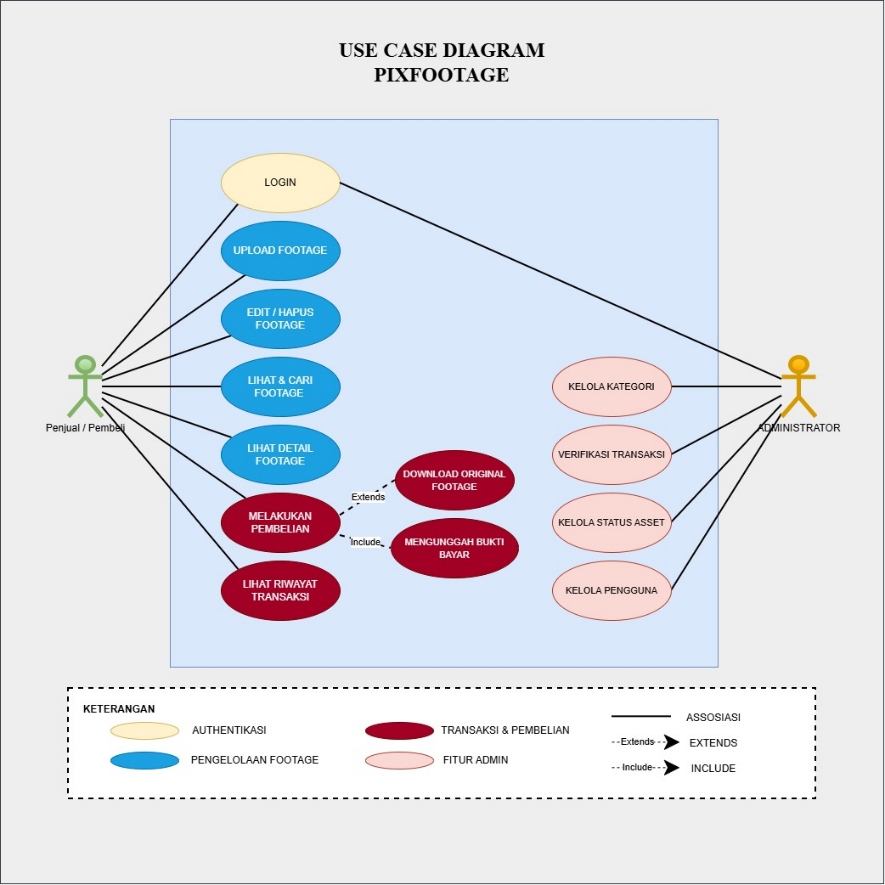 USE CASE DIAGRAM
PIXFOOTAGE
LOGIN
UPLOAD FOOTAGE
EDIT / HAPUS
FOOTAGE
LIHAT & CARI
FOOTAGE
LIHAT DETAIL
FOOTAGE
MELAKUKAN
PEMBELIAN
LIHAT RIWAYAT
TRANSAKSI
Extends
Include
DOWNLOAD ORIGINAL
FOOTAGE
MENGUNGGAH BUKTI
BAYAR
KELOLA KATEGORI
VERIFIKASI TRANSAKSI
KELOLA STATUS ASSET
KELOLA PENGGUNA
Penjual / Pembeli
ADMINISTRATOR
KETERANGAN
AUTHENTIKASI
PENGELOLAAN FOOTAGE
TRANSAKSI & PEMBELIAN
FITUR ADMIN
ASSOSIASI
Extends
EXTENDS
Include
INCLUDE